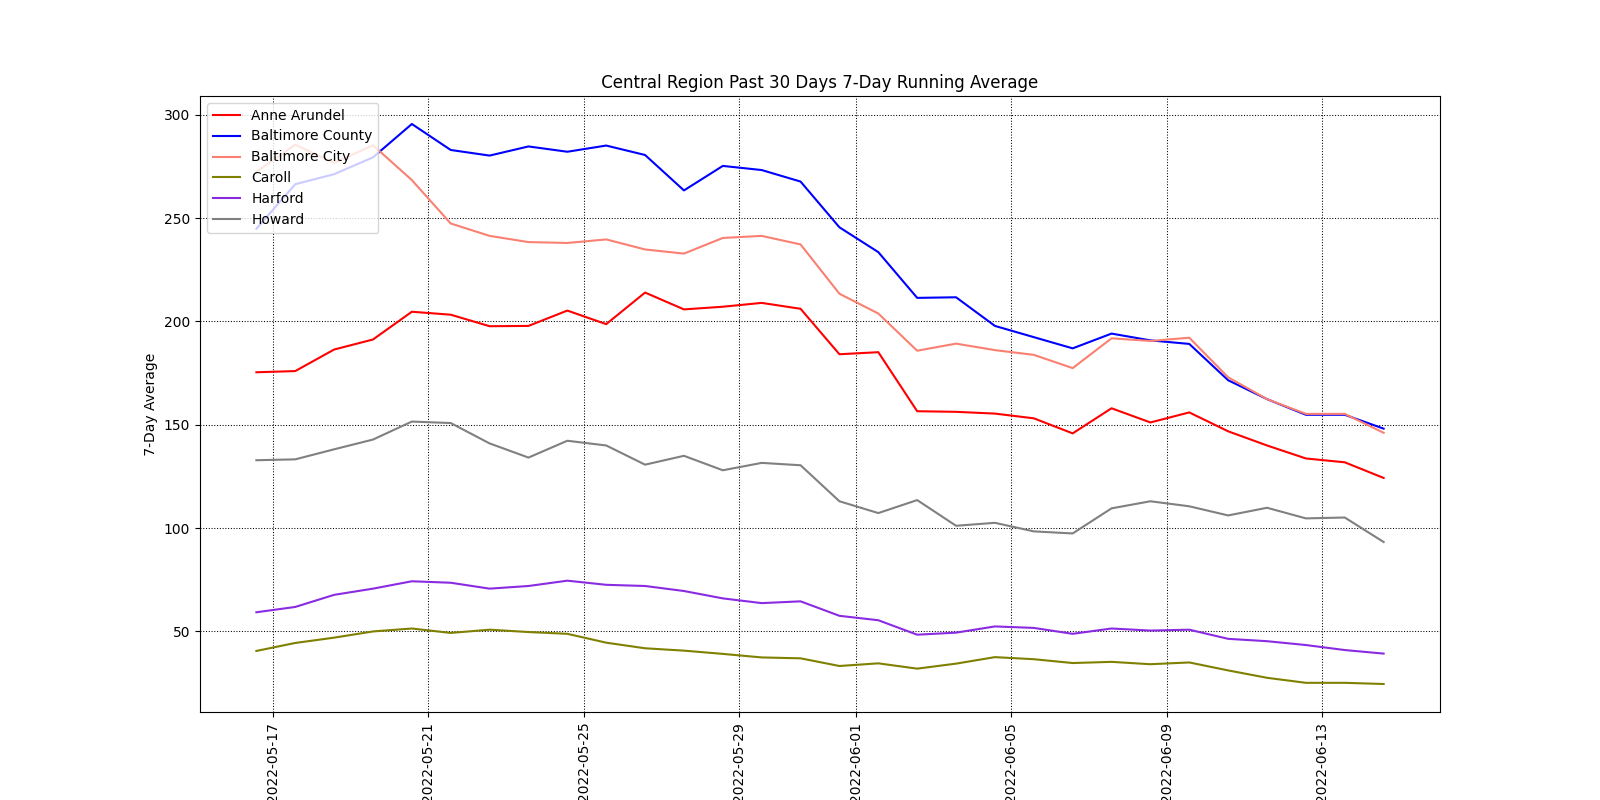 Central Region Past 30 Days 7-Day Running Average
Anne Arundel
Baltimore County
Baltimore City
Caroll
Harford
Howard
7-Day Average
300
250
200
150
100
50
2022-05-17
2022-05-21
2022-05-25
2022-05-29
2022-06-01
2022-06-05
2022-06-09
2022-06-13